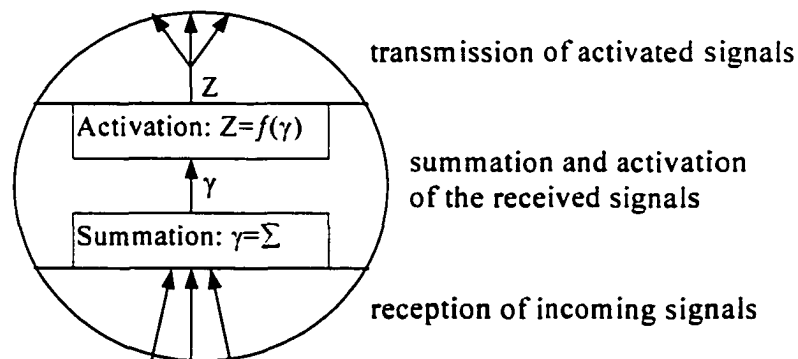 transmission of activated signals
Z
Activation: Z=f(γ)
summation and activation
of the received signals
γ
Summation: γ=Σ
reception of incoming signals